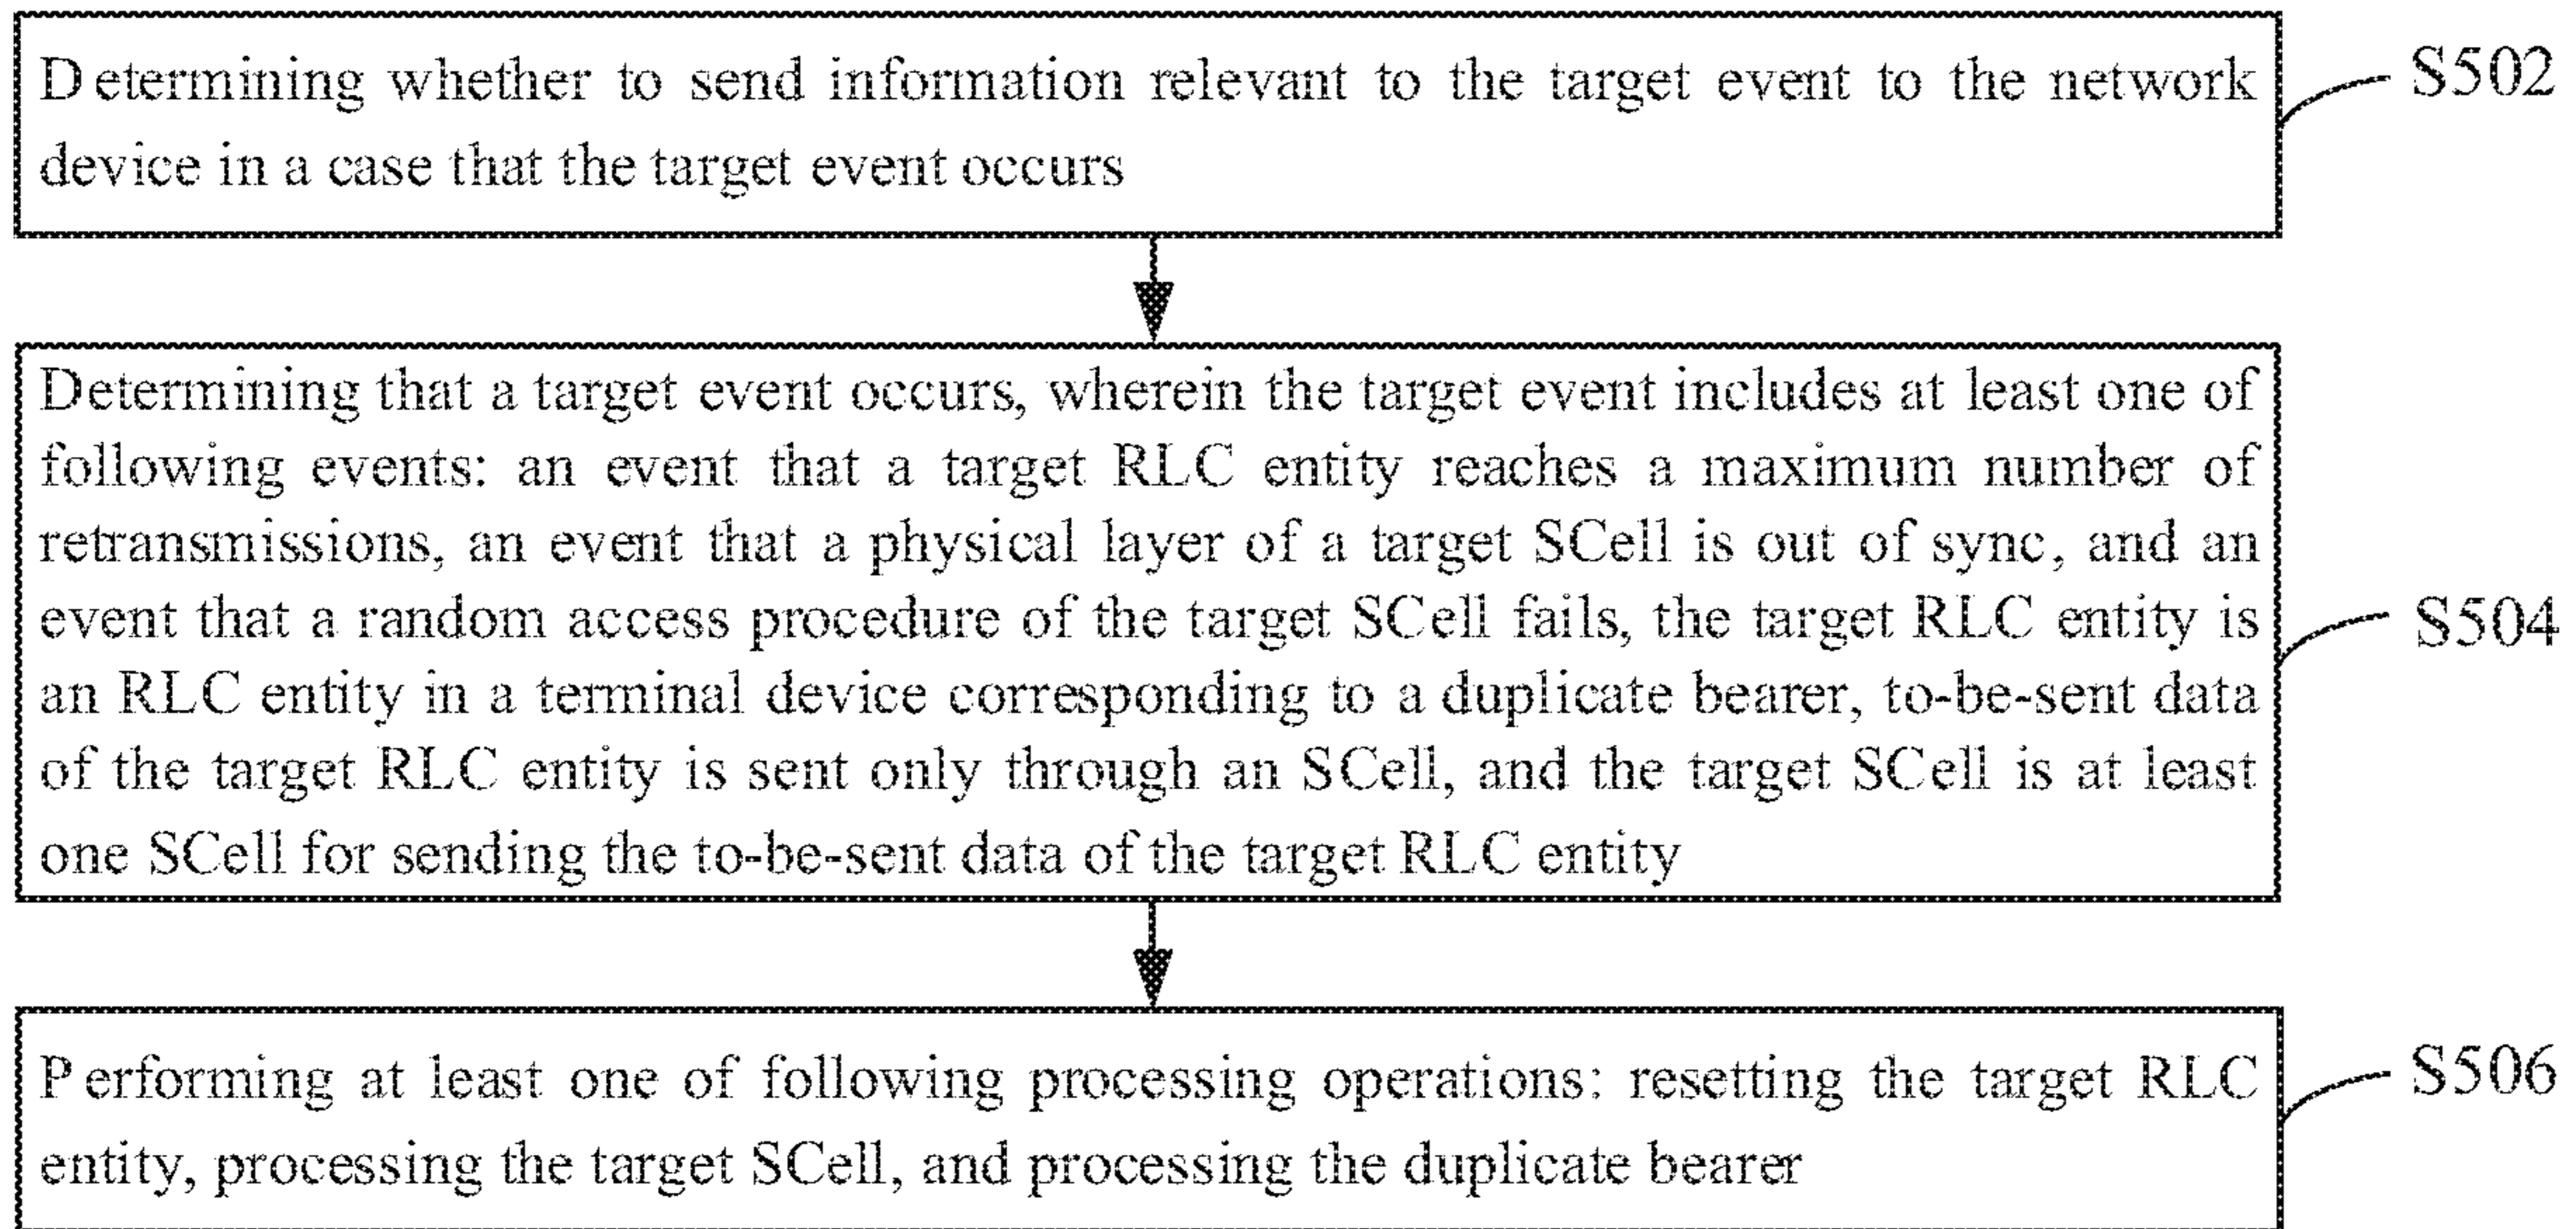 Determining whether to send information relevant to the target event to the network
device in a case that the target event occurs
S502
Determining that a target event occurs, wherein the target event includes at least one of
following events: an event that a target RLC entity reaches a maximum number of
retransmissions, an event that a physical layer of a target SCell is out of sync, and an
event that a random access procedure of the target SCell fails, the target RLC entity is
an RLC entity in a terminal device corresponding to a duplicate bearer, to-be-sent data
of the target RLC entity is sent only through an SCell, and the target SCell is at least
one SCell for sending the to-be-sent data of the target RLC entity
S504
Performing at least one of following processing operations: resetting the target RLC
entity, processing the target SCell, and processing the duplicate bearer
S506